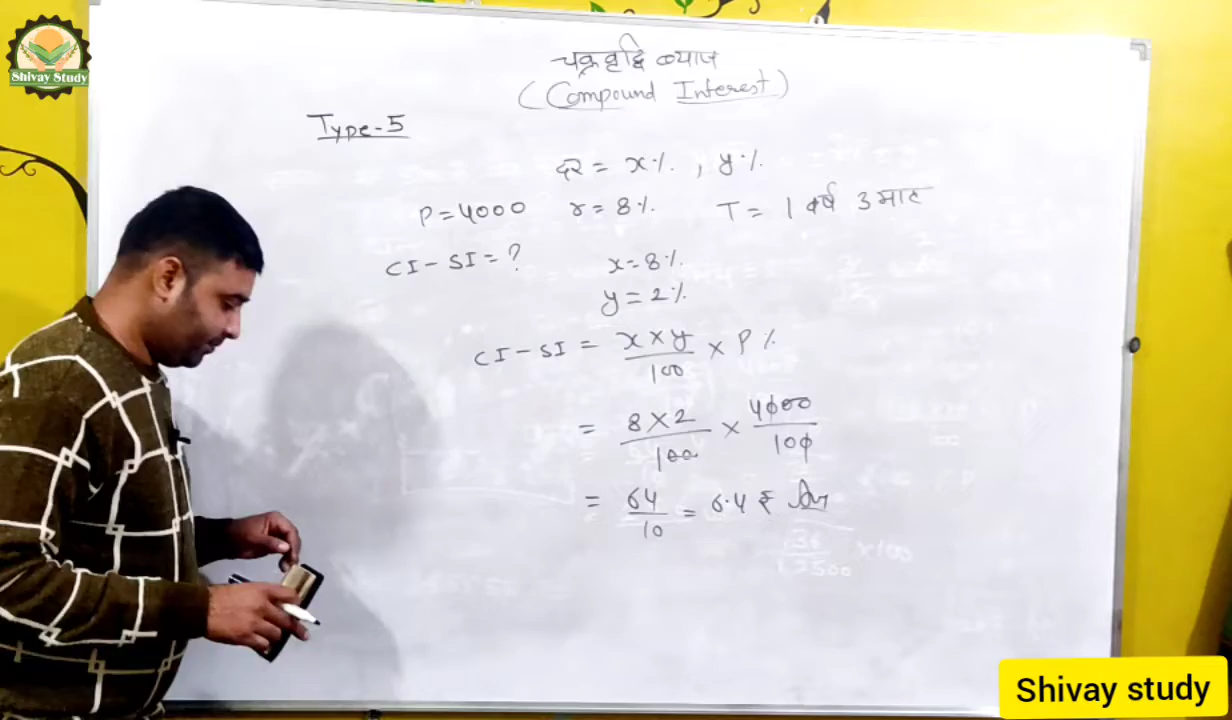 Shivay Study
चक्रवृद्धि ब्याज
(Compound Interest)
Type-5
दर = x%, y%
P = 4000 r = 8% T = 1 वर्ष 3 माह
CI - SI = ? x = 8%
y = 2%
CI - SI = x × y / 100 × P%
= 8 × 2 / 100 × 4000 / 100
= 64 / 10 = 6.4 ₹ Ans
Shivay study